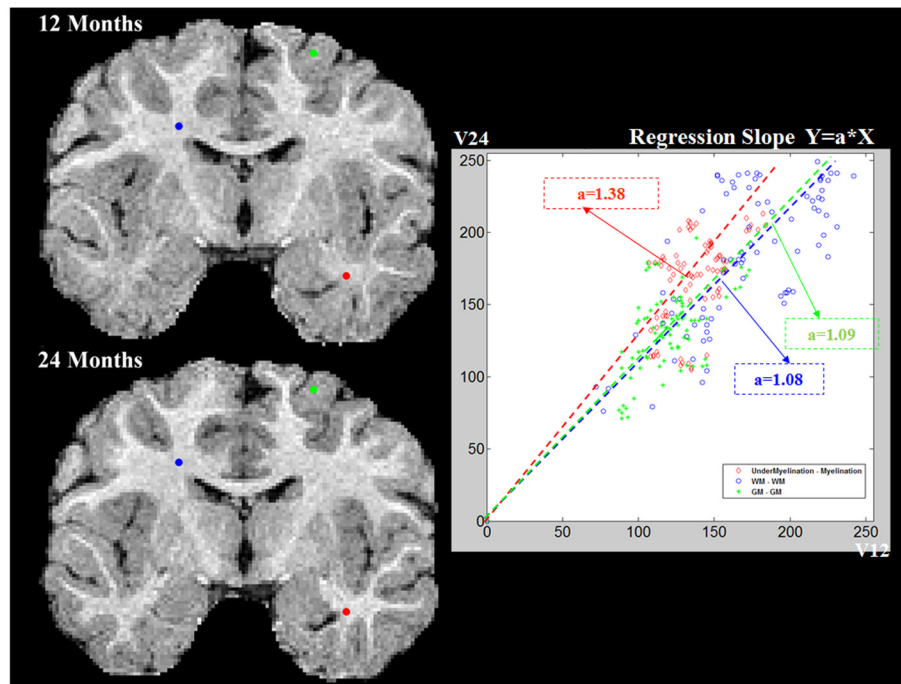 12 Months
24 Months
V24
Regression Slope Y=a*X
250
200
150
100
50
0
0
50
100
150
200
250
V12
a=1.38
a=1.09
a=1.08
UnderMyelination - Myelination
WM - WM
GM - GM